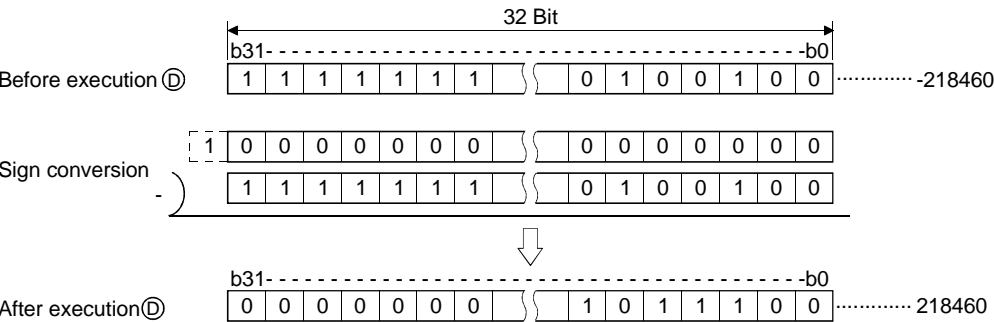 32 Bit
b31- - - - - - - - - - - - - - - - - - - - - - - - - - - - - - - - - - - - - - - - - - - - - - - - - - - -b0
Before execution Ⓓ 1 1 1 1 1 1 1 0 1 0 0 1 0 0 ············· -218460
1 0 0 0 0 0 0 0 0 0 0 0 0 0 0
Sign conversion
- 1 1 1 1 1 1 1 0 1 0 0 1 0 0
b31- - - - - - - - - - - - - - - - - - - - - - - - - - - - - - - - - - - - - - - - - - - - - - - - - - - -b0
After execution Ⓓ 0 0 0 0 0 0 0 1 0 1 1 1 0 0 ············· 218460